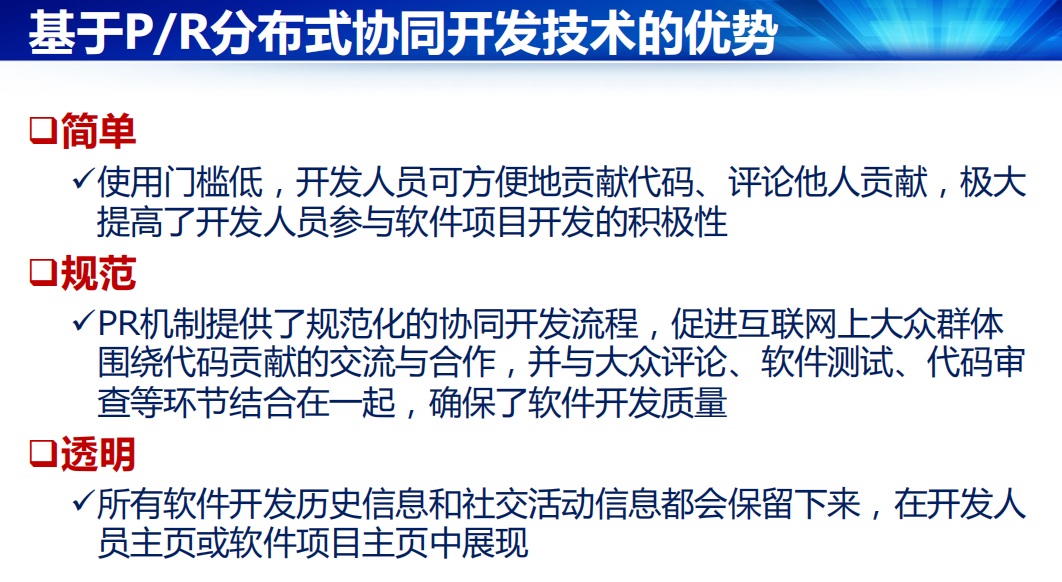 基于P/R分布式协同开发技术的优势
❑简单
✓使用门槛低，开发人员可方便地贡献代码、评论他人贡献，极大
提高了开发人员参与软件项目开发的积极性
❑规范
✓PR机制提供了规范化的协同开发流程，促进互联网上大众群体
围绕代码贡献的交流与合作，并与大众评论、软件测试、代码审
查等环节结合在一起，确保了软件开发质量
❑透明
✓所有软件开发历史信息和社交活动信息都会保留下来，在开发人
员主页或软件项目主页中展现